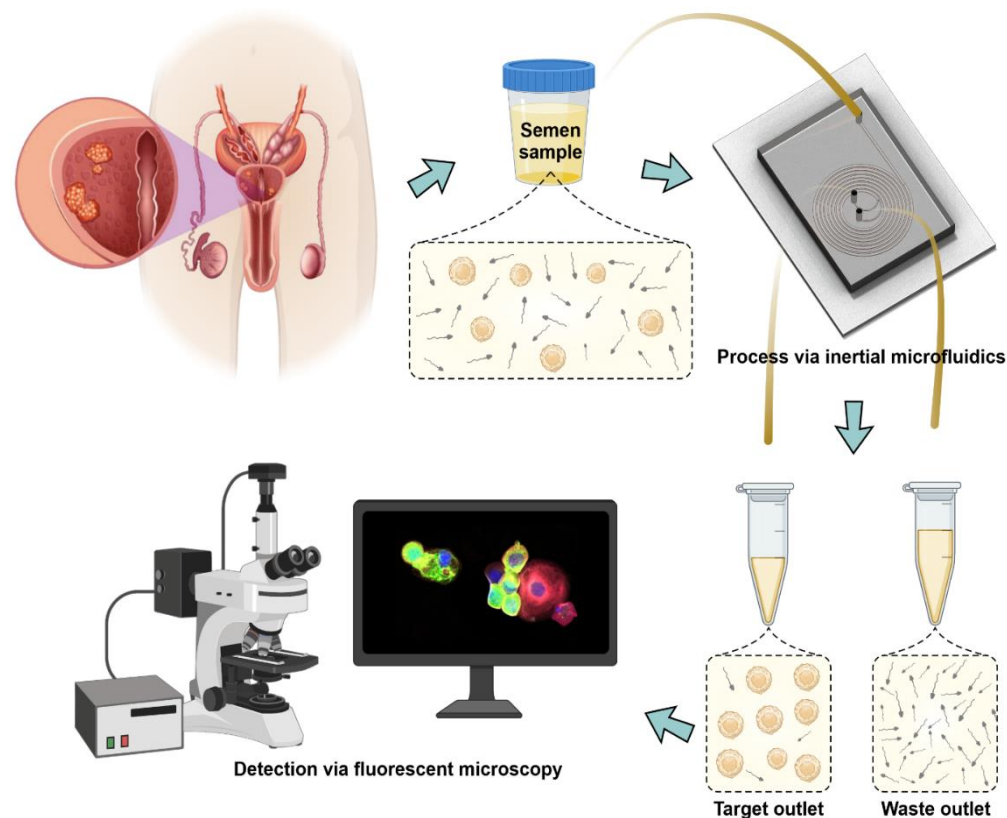 Semen
sample
Process via inertial microfluidics
Detection via fluorescent microscopy
Target outlet
Waste outlet